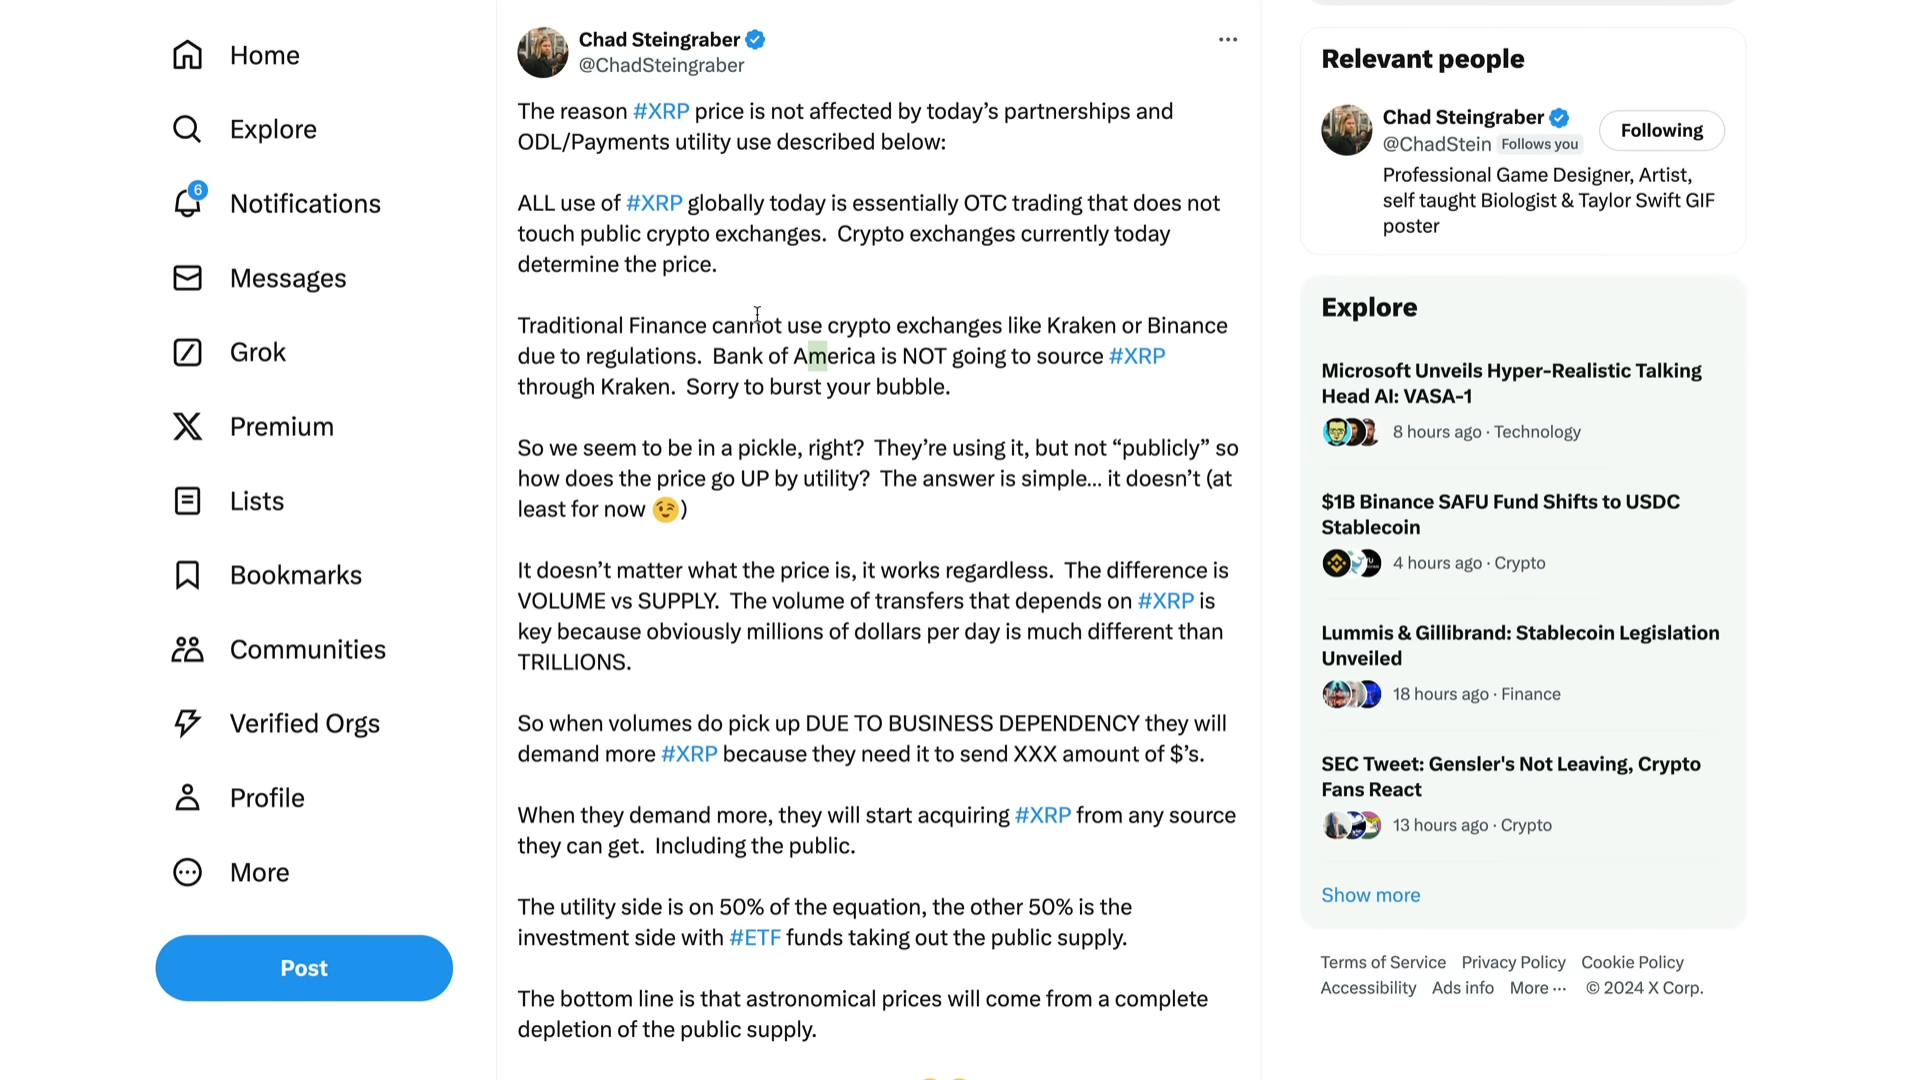 Home
Explore
6
Notifications
Messages
Grok
Premium
Lists
Bookmarks
Communities
Verified Orgs
Profile
More
Post
Chad Steingraber
@ChadSteingraber
The reason #XRP price is not affected by today’s partnerships and
ODL/Payments utility use described below:
ALL use of #XRP globally today is essentially OTC trading that does not
touch public crypto exchanges.  Crypto exchanges currently today
determine the price.
Traditional Finance cannot use crypto exchanges like Kraken or Binance
due to regulations.  Bank of America is NOT going to source #XRP
through Kraken.  Sorry to burst your bubble.
So we seem to be in a pickle, right?  They’re using it, but not “publicly” so
how does the price go UP by utility?  The answer is simple... it doesn’t (at
least for now 😉)
It doesn’t matter what the price is, it works regardless.  The difference is
VOLUME vs SUPPLY.  The volume of transfers that depends on #XRP is
key because obviously millions of dollars per day is much different than
TRILLIONS.
So when volumes do pick up DUE TO BUSINESS DEPENDENCY they will
demand more #XRP because they need it to send XXX amount of $’s.
When they demand more, they will start acquiring #XRP from any source
they can get.  Including the public.
The utility side is on 50% of the equation, the other 50% is the
investment side with #ETF funds taking out the public supply.
The bottom line is that astronomical prices will come from a complete
depletion of the public supply.
Relevant people
Chad Steingraber
Following
@ChadStein Follows you
Professional Game Designer, Artist,
self taught Biologist & Taylor Swift GIF
poster
Explore
Microsoft Unveils Hyper-Realistic Talking
Head AI: VASA-1
8 hours ago · Technology
$1B Binance SAFU Fund Shifts to USDC
Stablecoin
4 hours ago · Crypto
Lummis & Gillibrand: Stablecoin Legislation
Unveiled
18 hours ago · Finance
SEC Tweet: Gensler's Not Leaving, Crypto
Fans React
13 hours ago · Crypto
Show more
Terms of Service Privacy Policy Cookie Policy
Accessibility Ads info More ··· © 2024 X Corp.